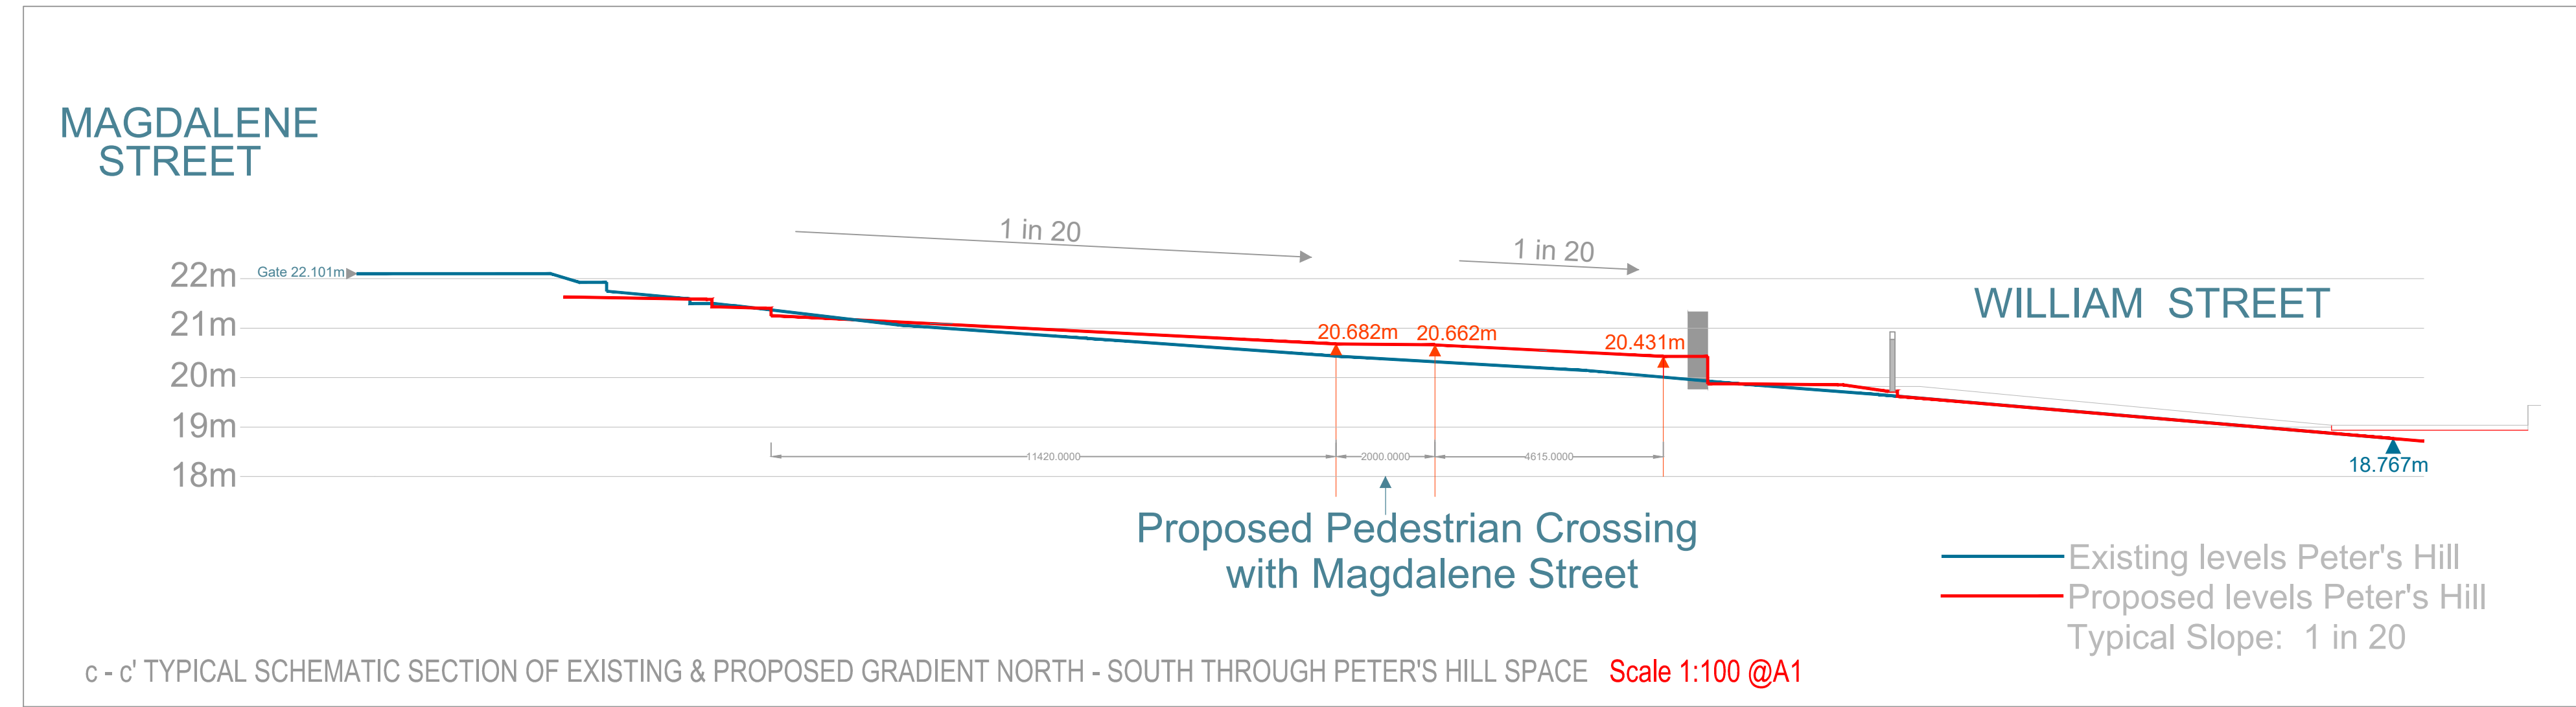 MAGDALENE
STREET
1 in 20
1 in 20
22m
Gate 22.101m
WILLIAM STREET
21m
20.682m
20.662m
20.431m
20m
19m
11420.0000
2000.0000
4615.0000
18.767m
18m
Proposed Pedestrian Crossing
with Magdalene Street
Existing levels Peter's Hill
Proposed levels Peter's Hill
Typical Slope: 1 in 20
c - c' TYPICAL SCHEMATIC SECTION OF EXISTING & PROPOSED GRADIENT NORTH - SOUTH THROUGH PETER'S HILL SPACE Scale 1:100 @A1